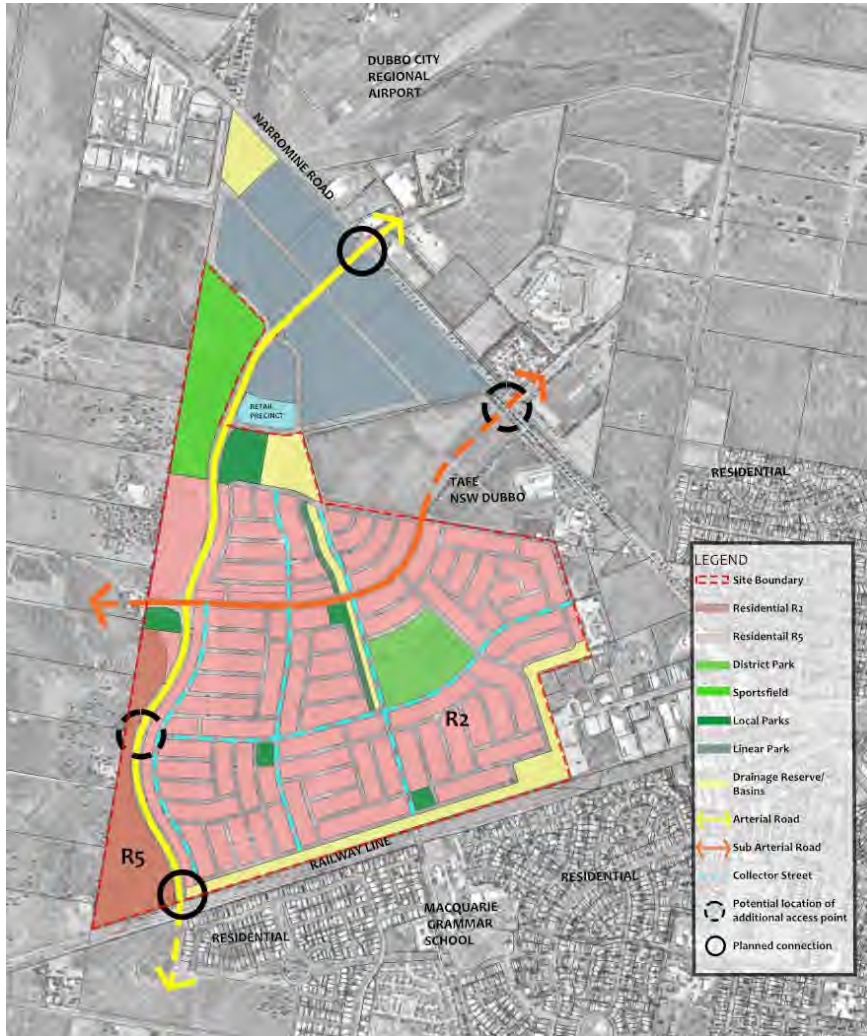 DUBBO CITY
REGIONAL
AIRPORT
NARROMINE ROAD
RETAIL
PRECINCT
TAFE
NSW DUBBO
RESIDENTIAL
R2
R5
RAILWAY LINE
RESIDENTIAL
MACQUARIE
GRAMMAR
SCHOOL
RESIDENTIAL
LEGEND
Site Boundary
Residential R2
Residentail R5
District Park
Sportsfield
Local Parks
Linear Park
Drainage Reserve/
Basins
Arterial Road
Sub Arterial Road
Collector Street
Potential location of
additional access point
Planned connection